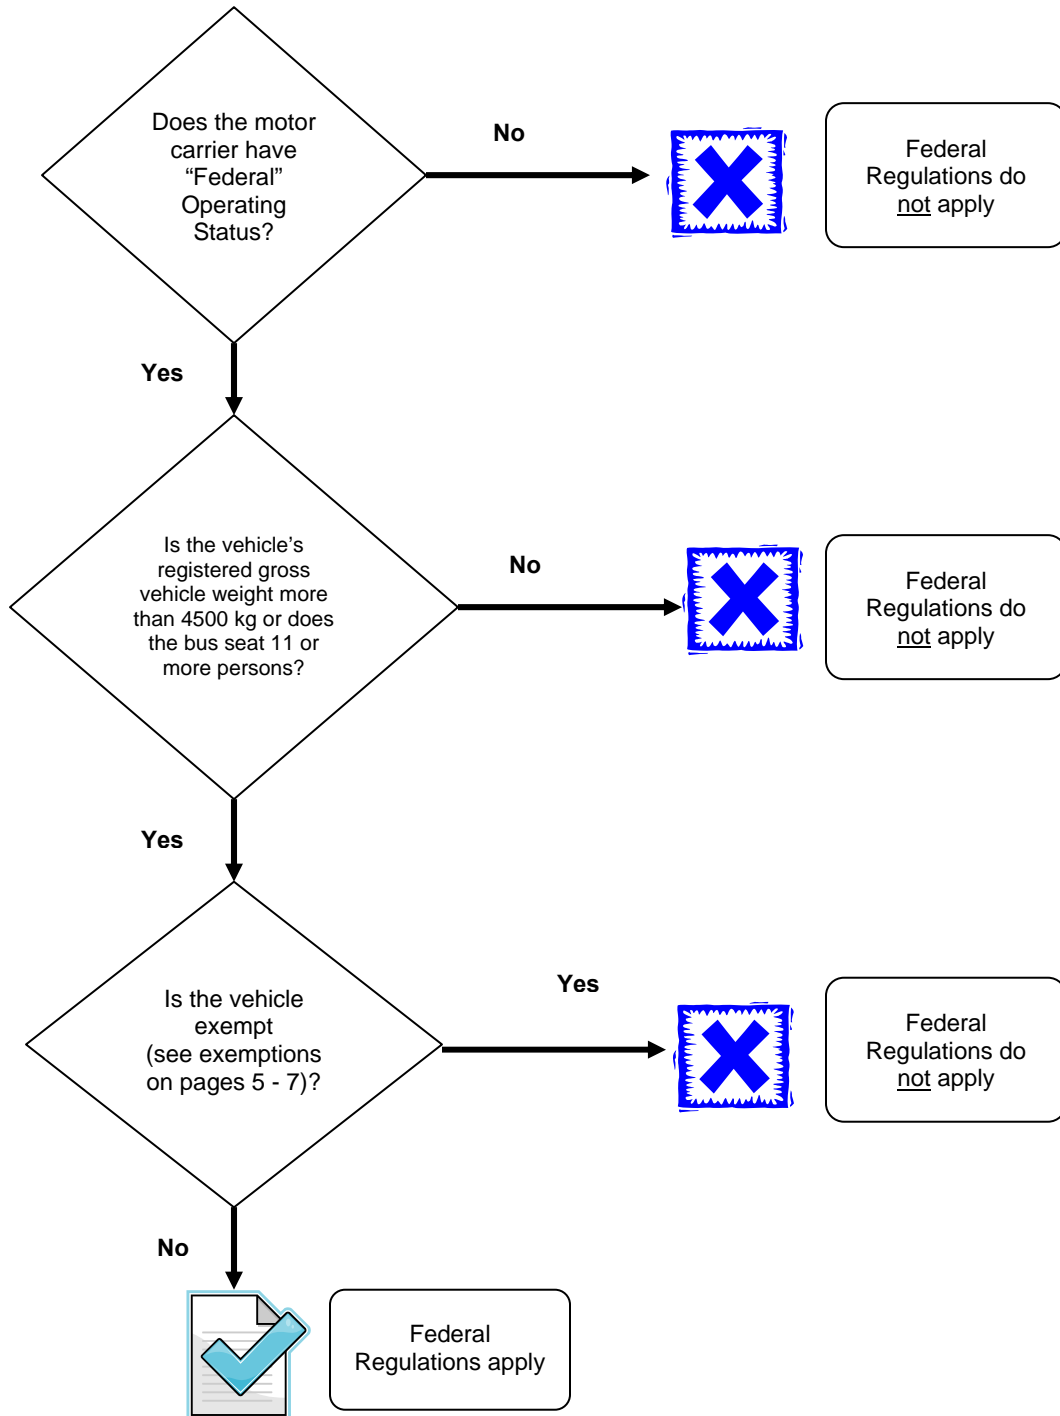 Does the motor
carrier have
“Federal”
Operating
Status?
No
Federal
Regulations do
not apply
Yes
Is the vehicle’s
registered gross
vehicle weight more
than 4500 kg or does
the bus seat 11 or
more persons?
No
Federal
Regulations do
not apply
Yes
Is the vehicle
exempt
(see exemptions
on pages 5 - 7)?
Yes
Federal
Regulations do
not apply
No
Federal
Regulations apply